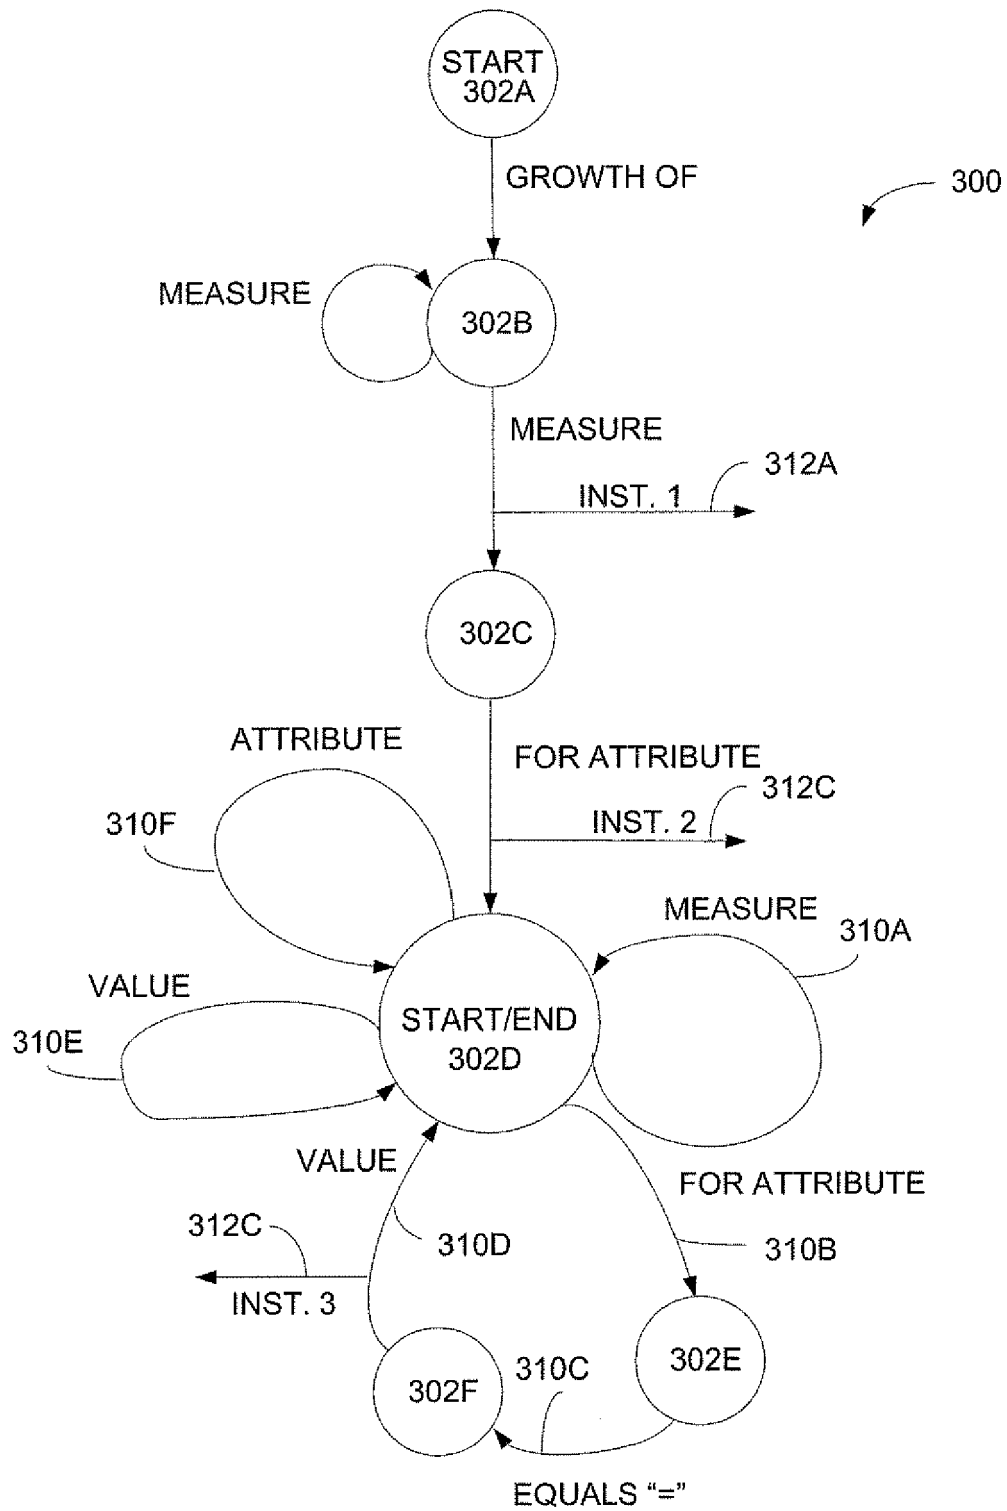 START
302A
GROWTH OF
300
MEASURE
302B
MEASURE
312A
INST. 1
302C
ATTRIBUTE
FOR ATTRIBUTE
312C
INST. 2
310F
MEASURE
310A
VALUE
310E
START/END
302D
VALUE
FOR ATTRIBUTE
312C
310D
310B
INST. 3
302E
310C
302F
EQUALS “=”